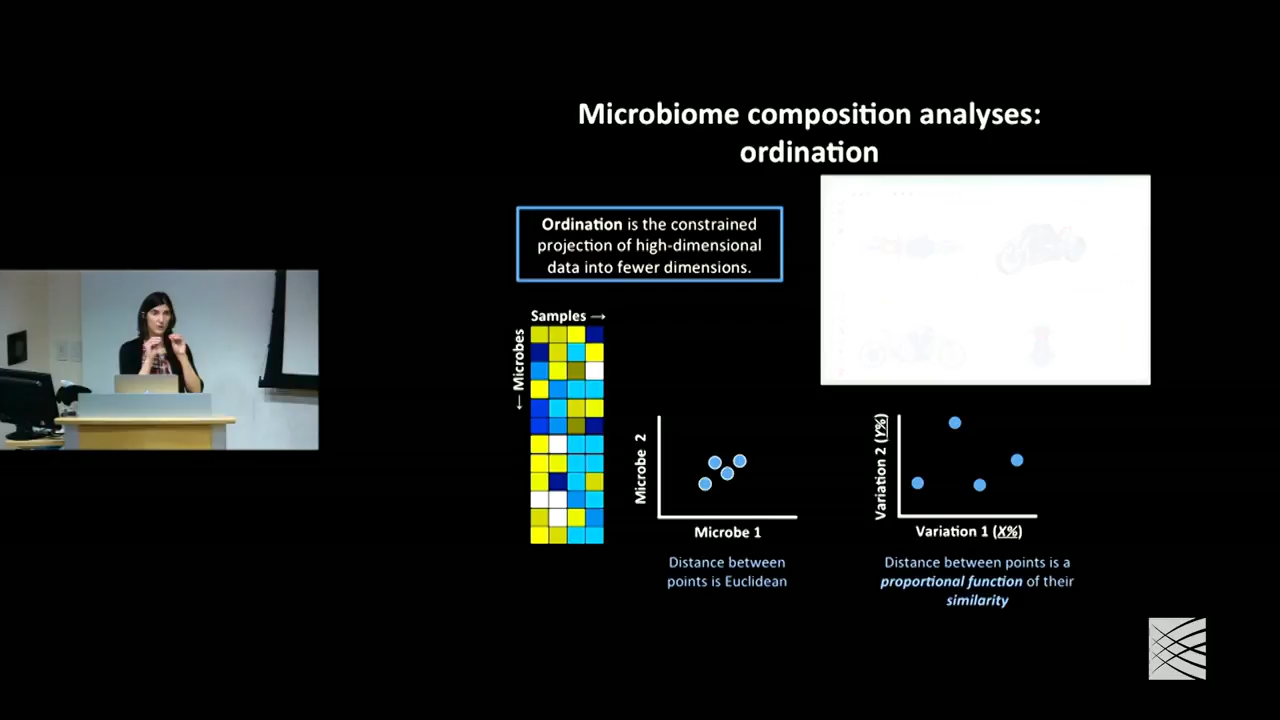 Microbiome composition analyses:
ordination
Ordination is the constrained
projection of high-dimensional
data into fewer dimensions.
Samples →
← Microbes
Microbe 2
Microbe 1
Distance between
points is Euclidean
Variation 2 (Y%)
Variation 1 (X%)
Distance between points is a
proportional function of their
similarity